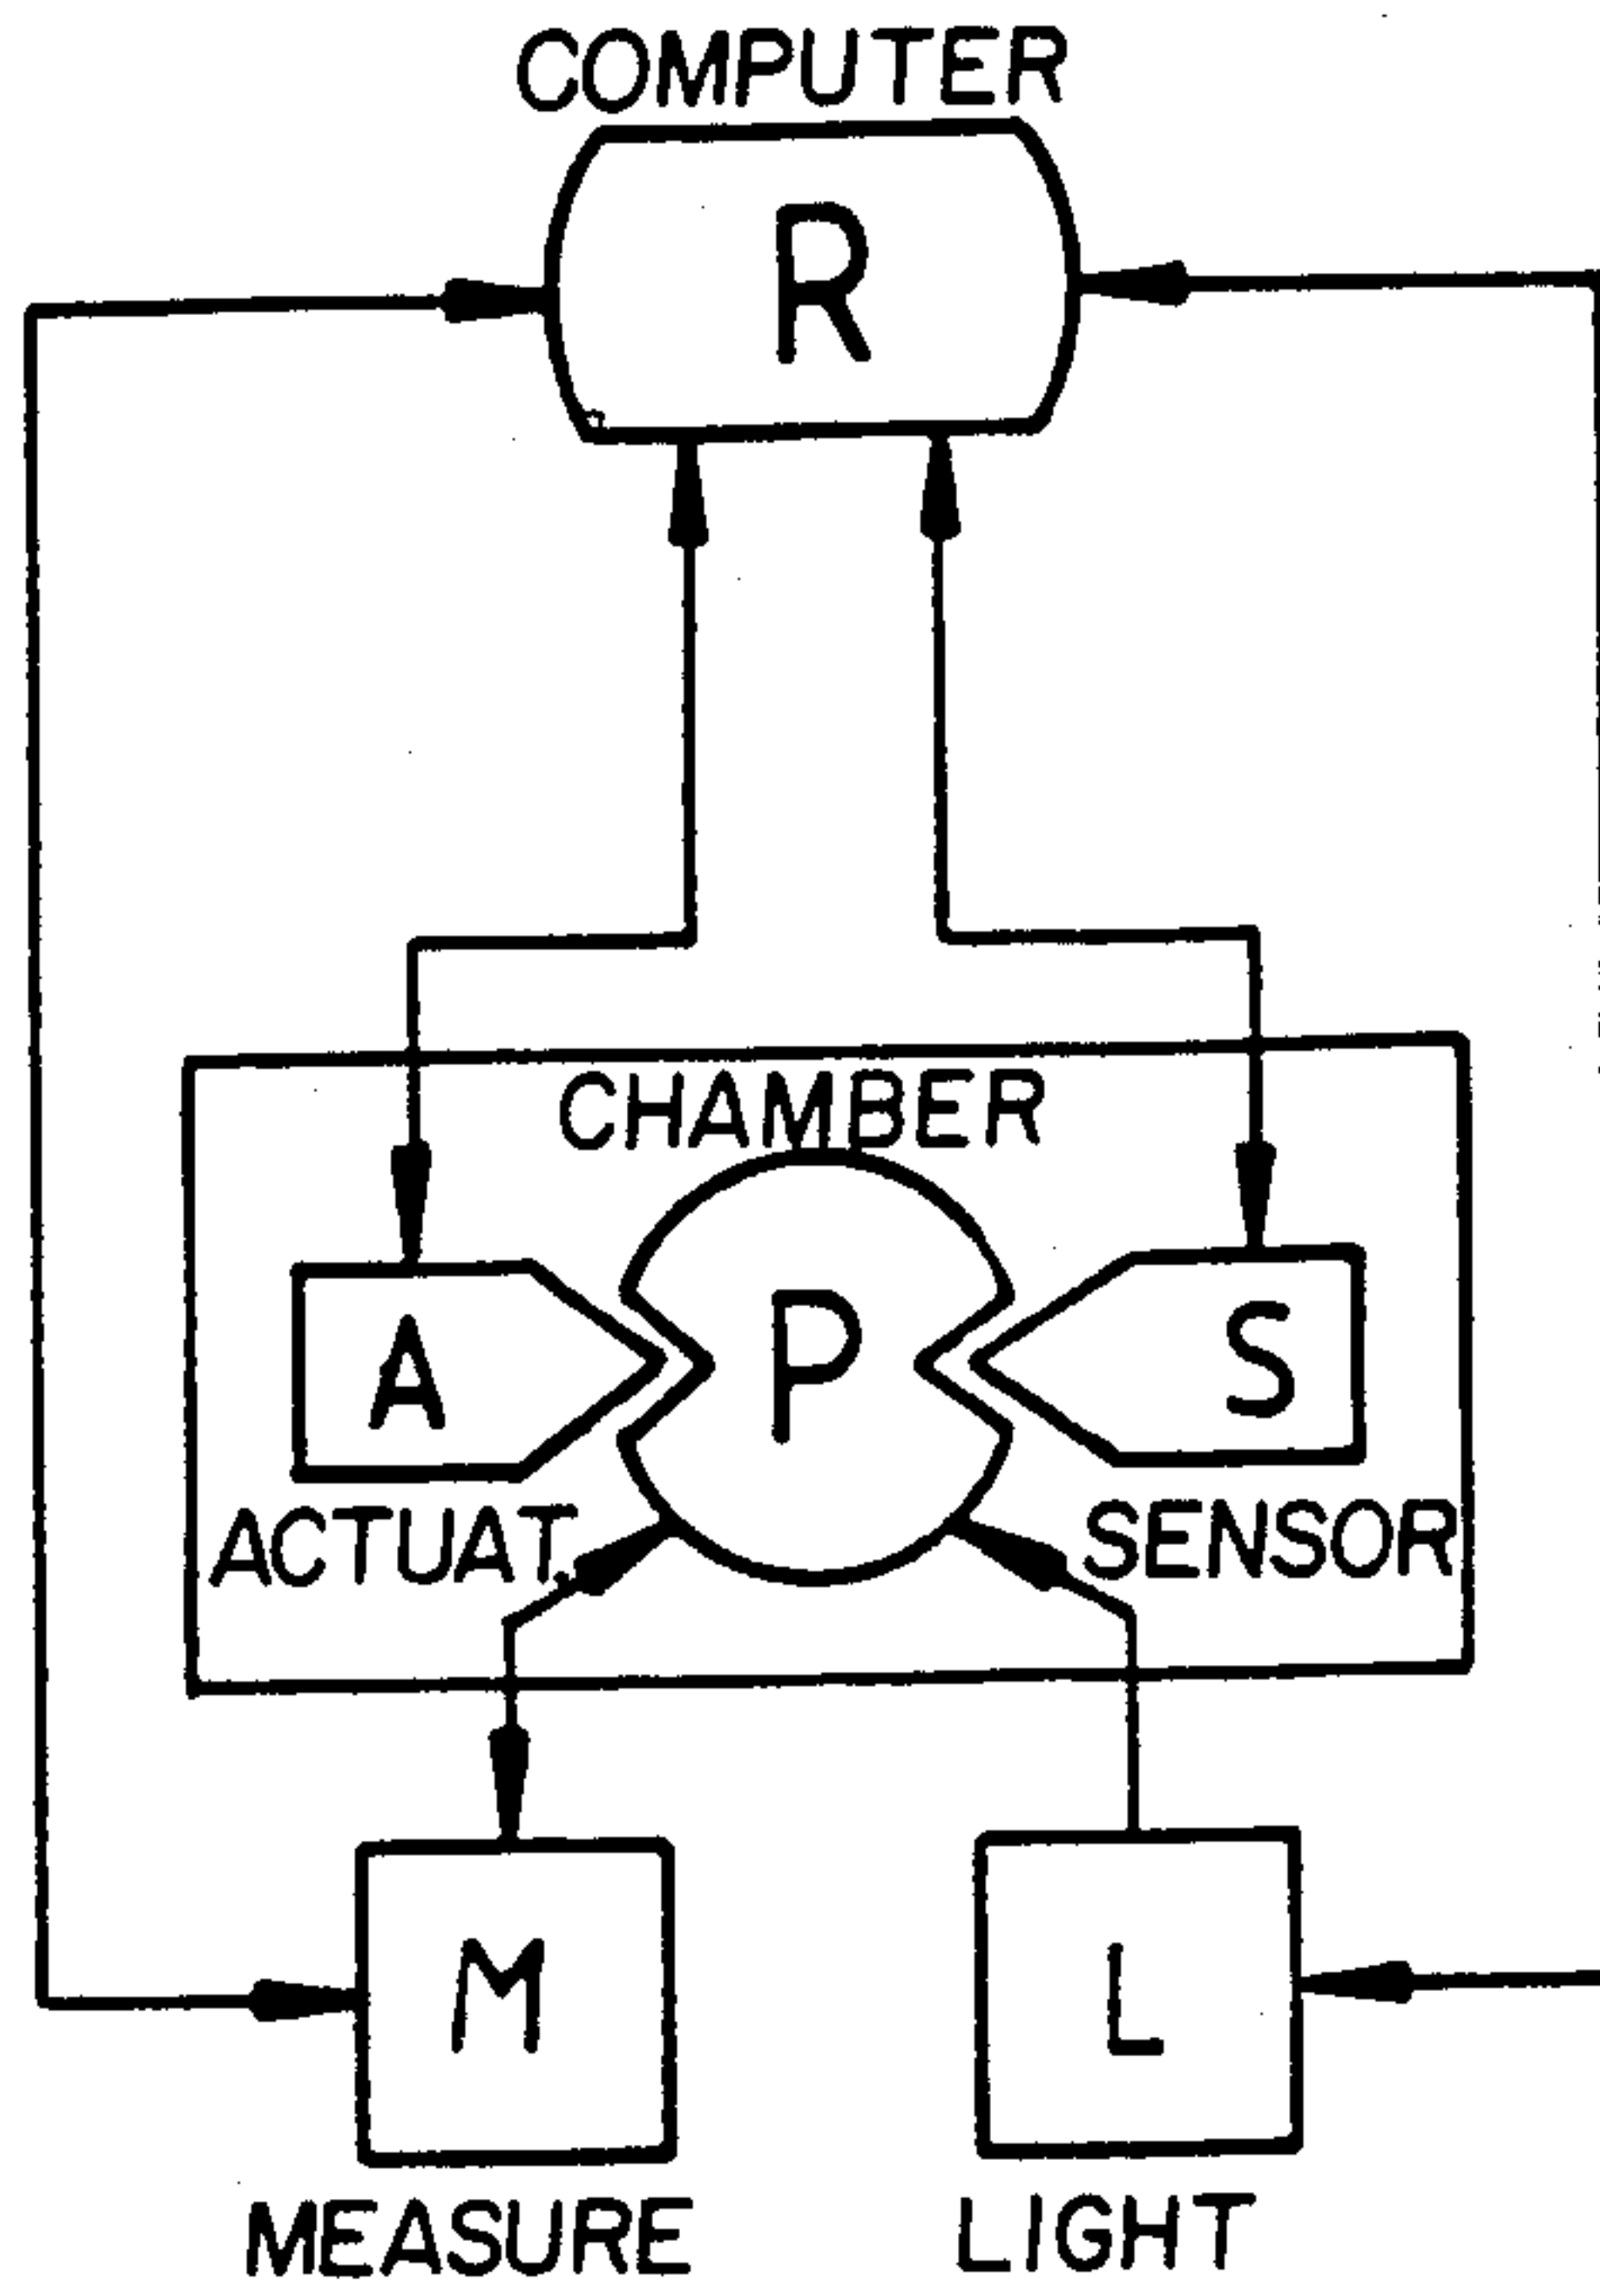 COMPUTER
R
CHAMBER
A P S
ACTUAT. SENSOR
M L
MEASURE LIGHT